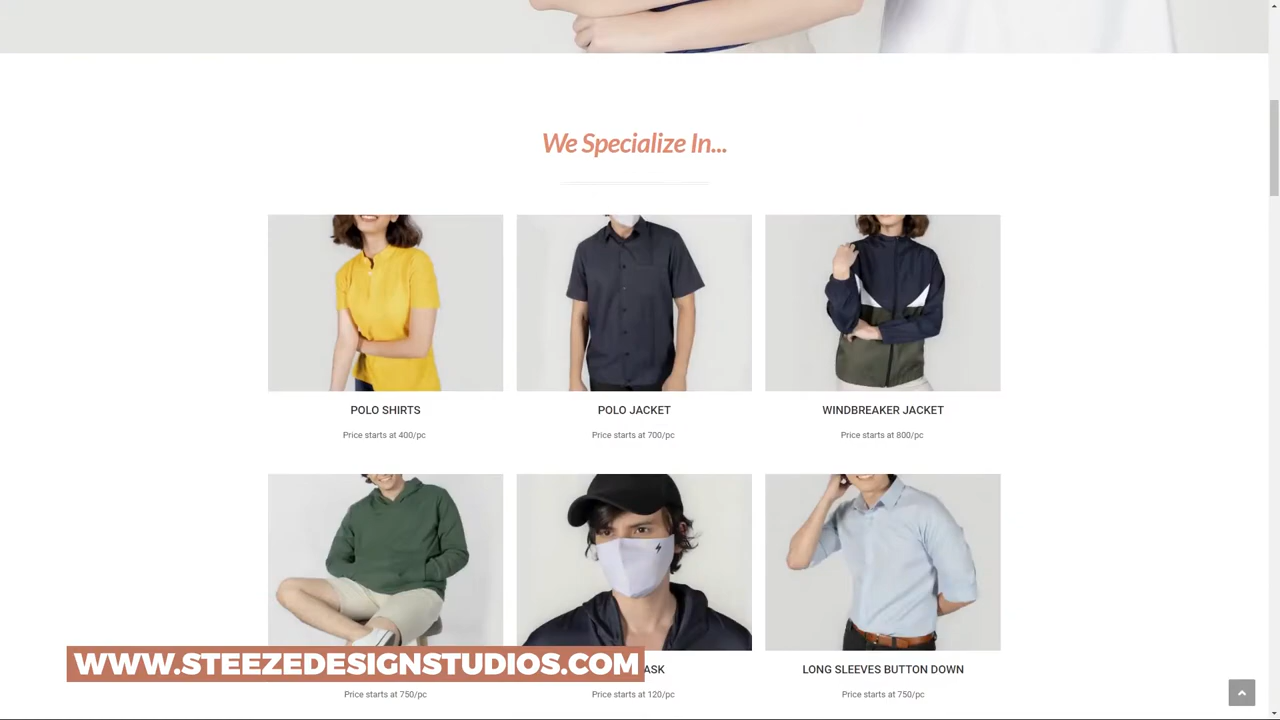 We Specialize In...
POLO SHIRTS
Price starts at 400/pc
POLO JACKET
Price starts at 700/pc
WINDBREAKER JACKET
Price starts at 800/pc
WWW.STEEZEDESIGNSTUDIOS.COM
Price starts at 750/pc
ASK
Price starts at 120/pc
LONG SLEEVES BUTTON DOWN
Price starts at 750/pc